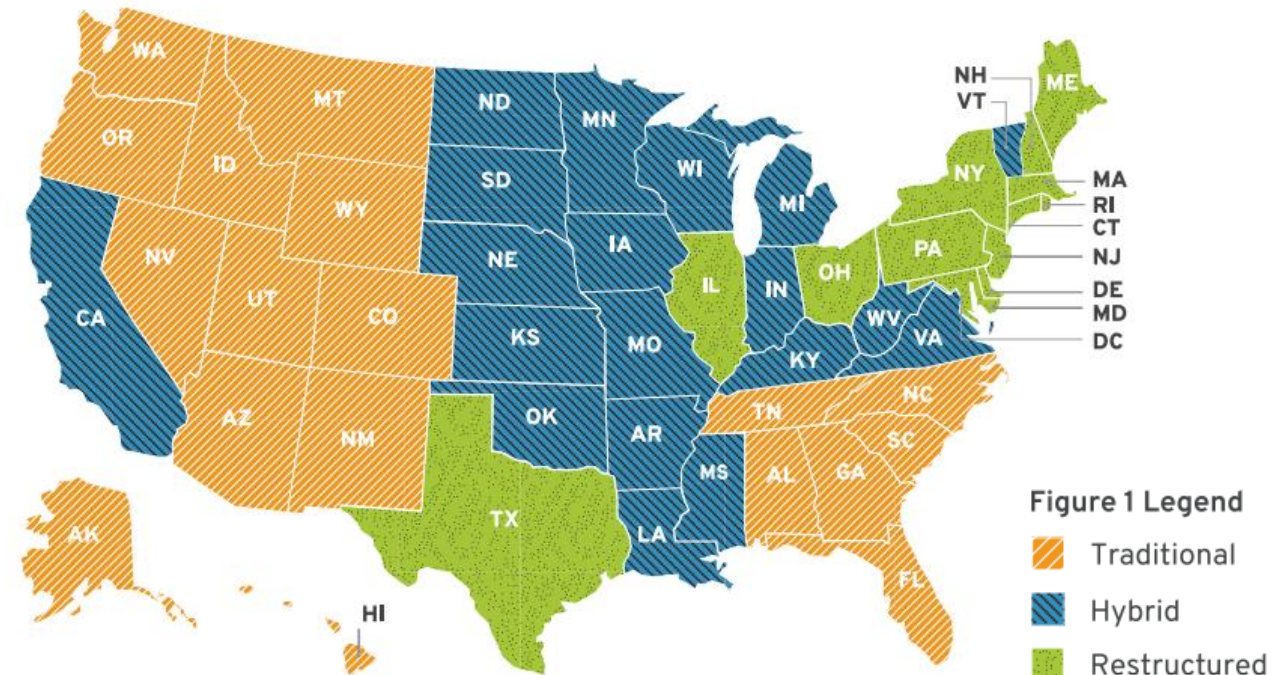 WA
MT
ND
MN
NH
ME
VT
OR
ID
SD
WI
MI
NY
MA
RI
CT
WY
IA
NE
PA
NJ
NV
UT
CO
IL
IN
OH
DE
MD
DC
CA
KS
MO
WV
VA
KY
AZ
NM
OK
AR
TN
NC
SC
MS
AL
GA
TX
LA
FL
AK
HI
Figure 1 Legend
Traditional
Hybrid
Restructured